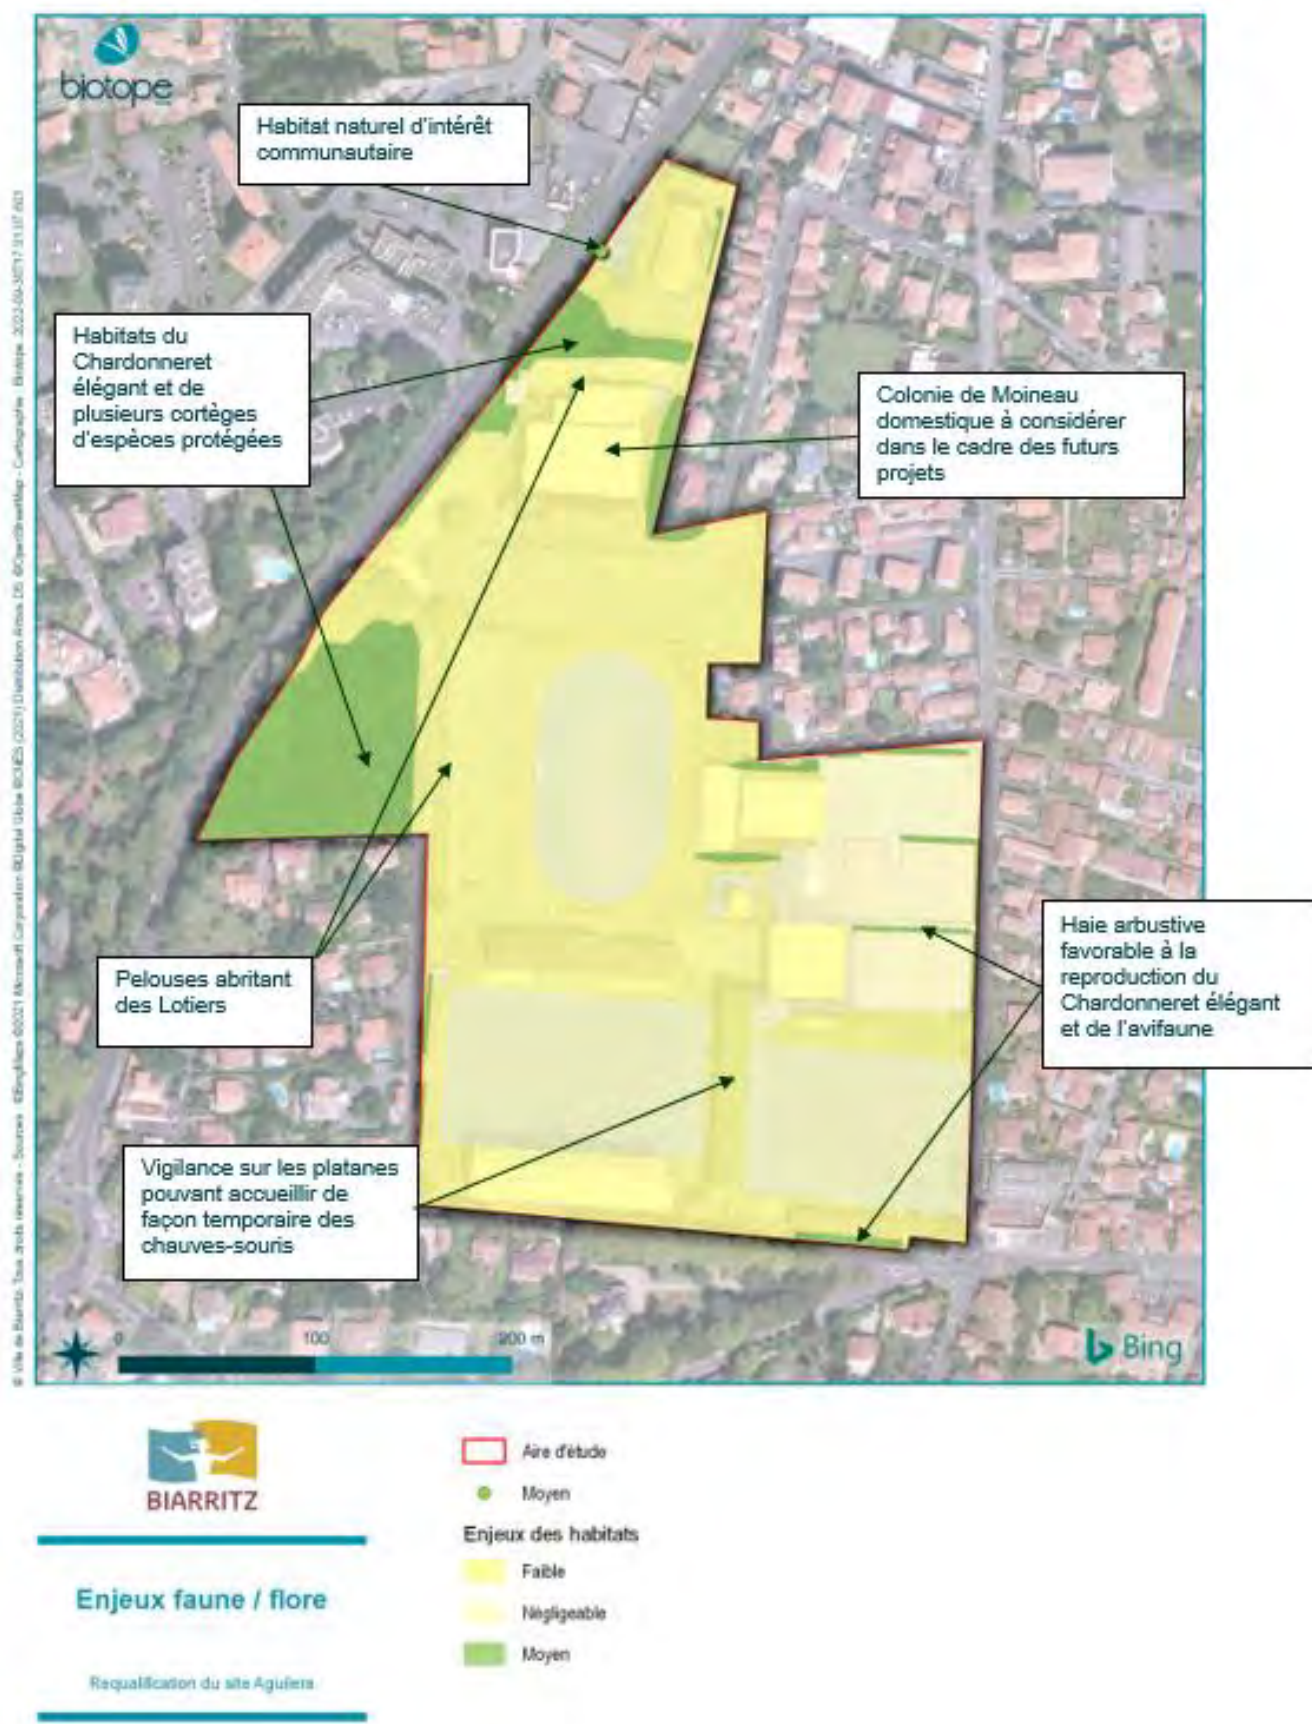 biotope
Habitat naturel d'intérêt
communautaire
Habitats du
Chardonneret
élégant et de
plusieurs cortèges
d'espèces protégées
Colonie de Moineau
domestique à considérer
dans le cadre des futurs
projets
Pelouses abritant
des Lotiers
Haie arbustive
favorable à la
reproduction du
Chardonneret élégant
et de l'avifaune
Vigilance sur les platanes
pouvant accueillir de
façon temporaire des
chauves-souris
0 100 200 m
Bing
BIARRITZ
Enjeux faune / flore
Requalification du site Aguilera
Aire d'étude
Moyen
Enjeux des habitats
Faible
Négligeable
Moyen